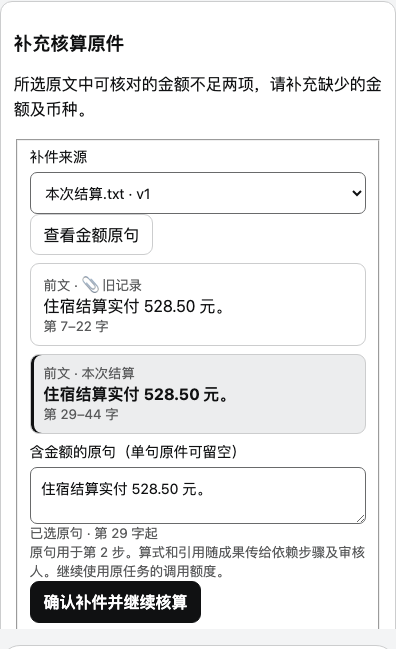 补充核算原件
所选原文中可核对的金额不足两项，请补充缺少的金
额及币种。
补件来源
本次结算.txt · v1
查看金额原句
前文 · 📎 旧记录
住宿结算实付 528.50 元。
第 7–22 字
前文 · 本次结算
住宿结算实付 528.50 元。
第 29–44 字
含金额的原句（单句原件可留空）
住宿结算实付 528.50 元。
已选原句 · 第 29 字起
原句用于第 2 步。算式和引用随成果传给依赖步骤及审核
人。继续使用原任务的调用额度。
确认补件并继续核算